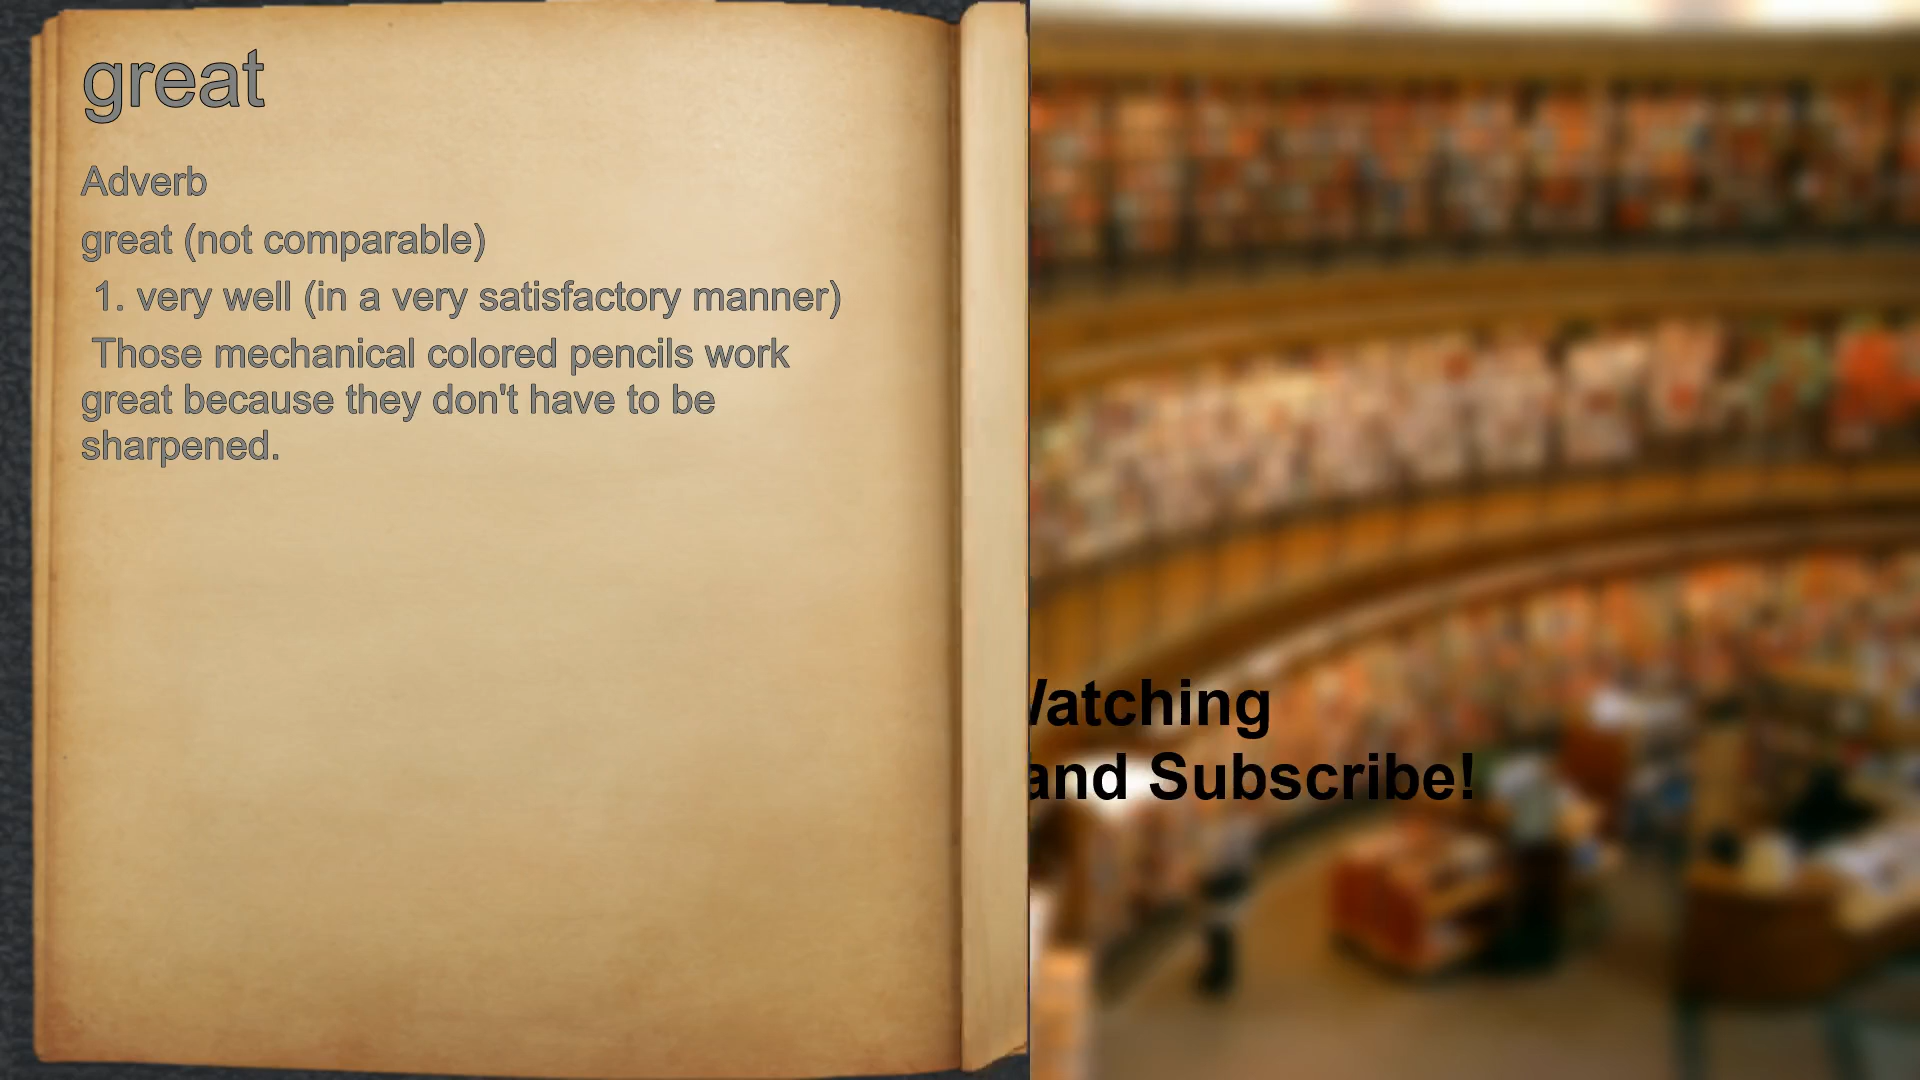 great
Adverb
great (not comparable)
1. very well (in a very satisfactory manner)
Those mechanical colored pencils work
great because they don't have to be
sharpened.
and Subscribe!